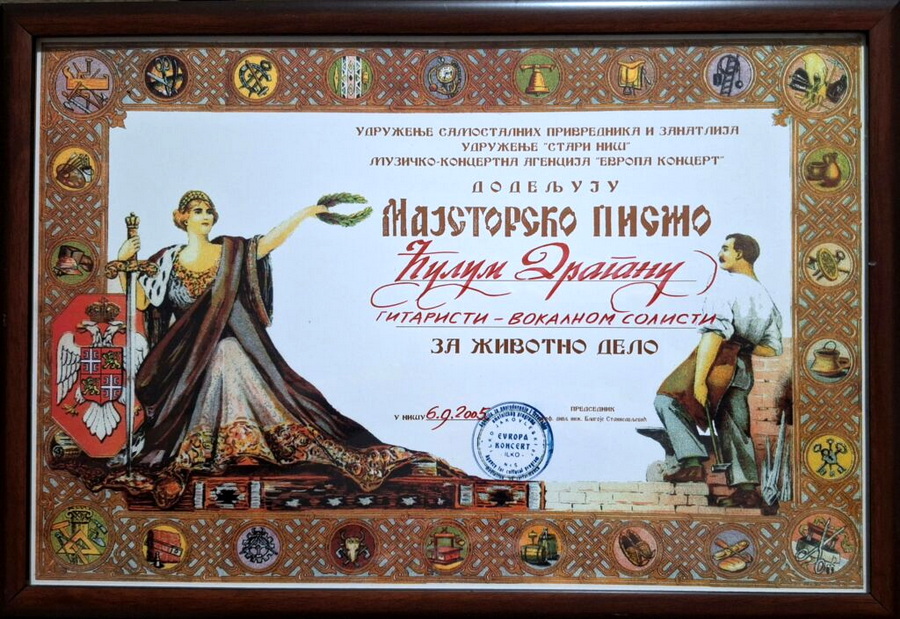 УДРУЖЕЊЕ САМОСТАЛНИХ ПРИВРЕДНИКА И ЗАНАТЛИЈА
УДРУЖЕЊЕ "СТАРИ НИШ"
МУЗИЧКО-КОНЦЕРТНА АГЕНЦИЈА "ЕВРОПА КОНЦЕРТ"
ДОДЕЉУЈУ
МАЈСТОРСКО ПИСМО
Ћулум Драгану
ГИТАРИСТИ - ВОКАЛНОМ СОЛИСТИ
ЗА ЖИВОТНО ДЕЛО
У НИШУ 6.9.2005
ПРЕДСЕДНИК
EVROPA
KONCERT